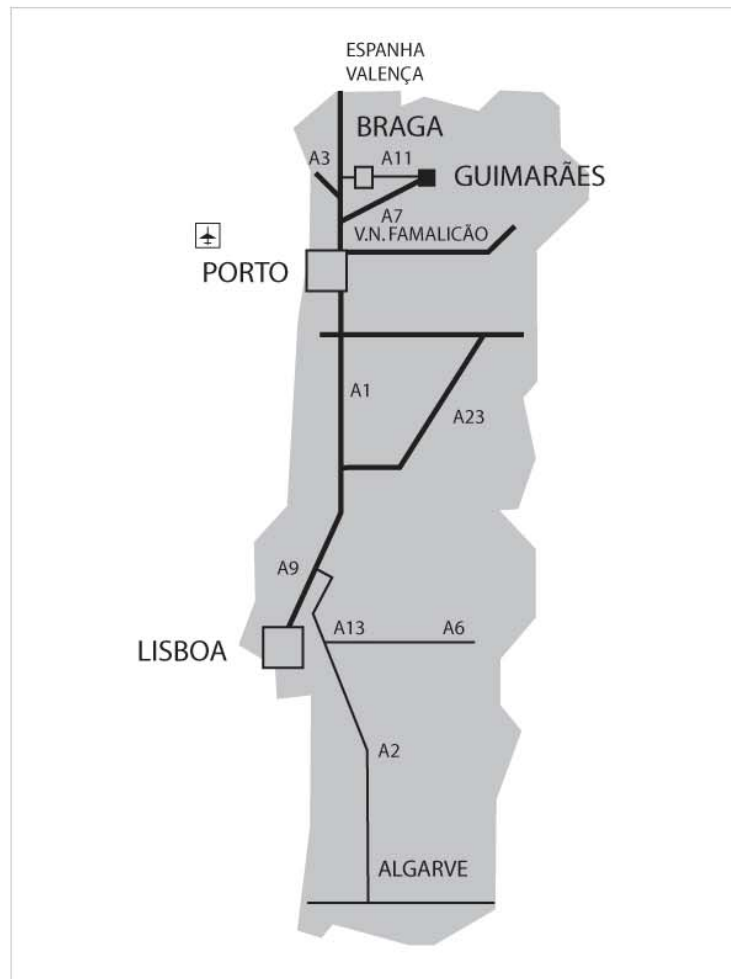 ESPANHA
VALENÇA
BRAGA
A3
A11
GUIMARÃES
A7
V.N. FAMALICÃO
PORTO
A1
A23
A9
A13
A6
LISBOA
A2
ALGARVE